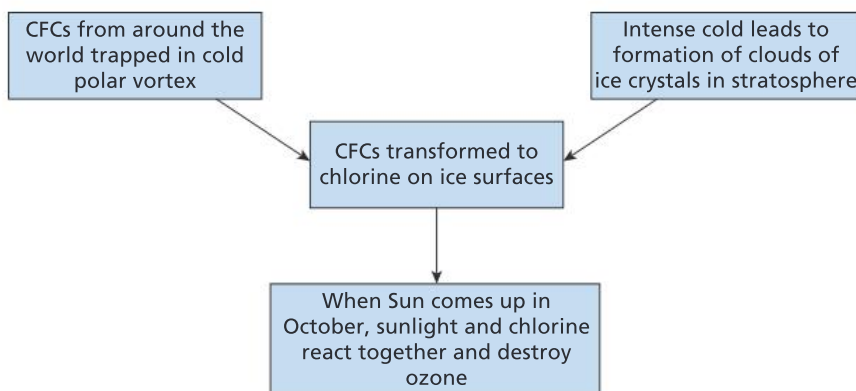 CFCs from around the
world trapped in cold
polar vortex
Intense cold leads to
formation of clouds of
ice crystals in stratosphere
CFCs transformed to
chlorine on ice surfaces
When Sun comes up in
October, sunlight and chlorine
react together and destroy
ozone